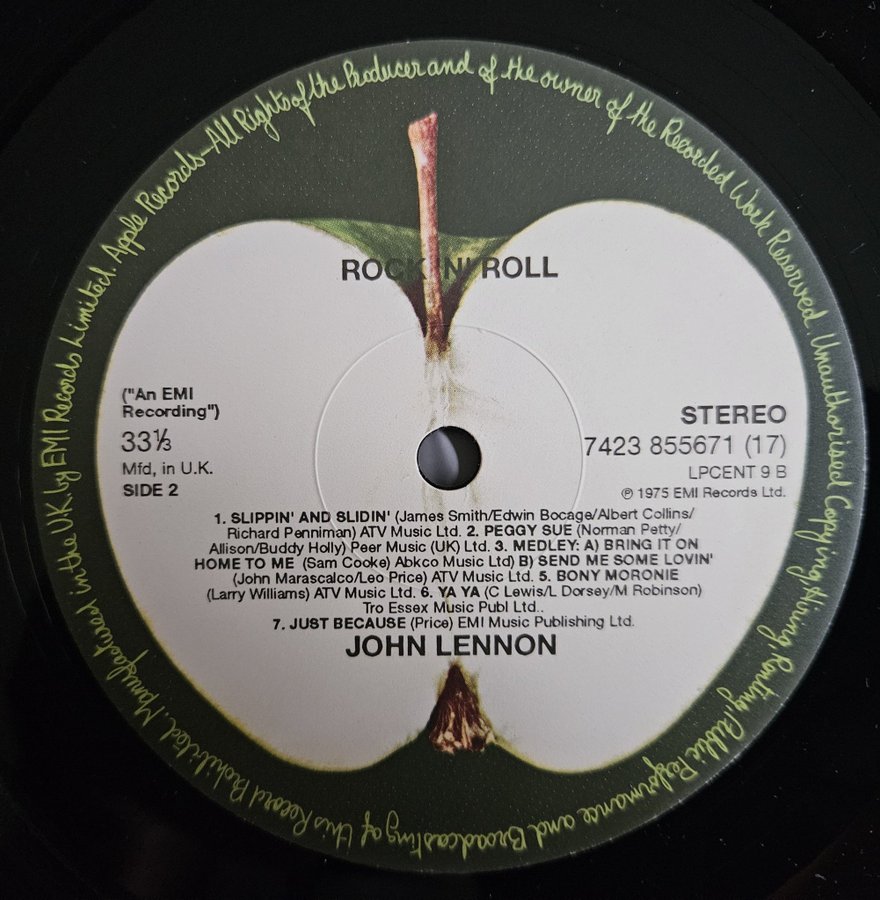 Manufactured in the U.K. by EMI Records Limited. Apple Records—All Rights of the Producer and of the owner of the Recorded Work Reserved. Unauthorised Copying, Hiring, Renting, Public Performance and Broadcasting of this Record Prohibited.
ROCK 'N' ROLL
("An EMI
Recording")
33⅓
Mfd, in U.K.
SIDE 2
STEREO
7423 855671 (17)
LPCENT 9 B
℗ 1975 EMI Records Ltd.
1. SLIPPIN' AND SLIDIN' (James Smith/Edwin Bocage/Albert Collins/
Richard Penniman) ATV Music Ltd. 2. PEGGY SUE (Norman Petty/
Allison/Buddy Holly) Peer Music (UK) Ltd. 3. MEDLEY: A) BRING IT ON
HOME TO ME (Sam Cooke) Abkco Music Ltd) B) SEND ME SOME LOVIN'
(John Marascalco/Leo Price) ATV Music Ltd. 5. BONY MORONIE
(Larry Williams) ATV Music Ltd. 6. YA YA (C Lewis/L Dorsey/M Robinson)
Tro Essex Music Publ Ltd..
7. JUST BECAUSE (Price) EMI Music Publishing Ltd.
JOHN LENNON